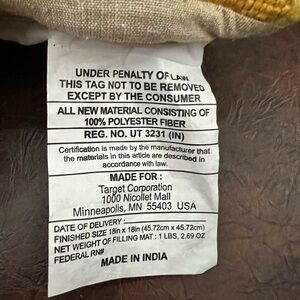 UNDER PENALTY OF LAW
THIS TAG NOT TO BE REMOVED
EXCEPT BY THE CONSUMER
ALL NEW MATERIAL CONSISTING OF
100% POLYESTER FIBER
REG. NO. UT 3231 (IN)
Certification is made by the manufacturer that
the materials in this article are described in
accordance with law.
MADE FOR :
Target Corporation
1000 Nicollet Mall
Minneapolis, MN 55403 USA
DATE OF DELIVERY :
FINISHED SIZE 18in x 18in (45.72cm x 45.72cm)
NET WEIGHT OF FILLING MAT : 1 LBS, 2.69 OZ
FEDERAL RN#
MADE IN INDIA